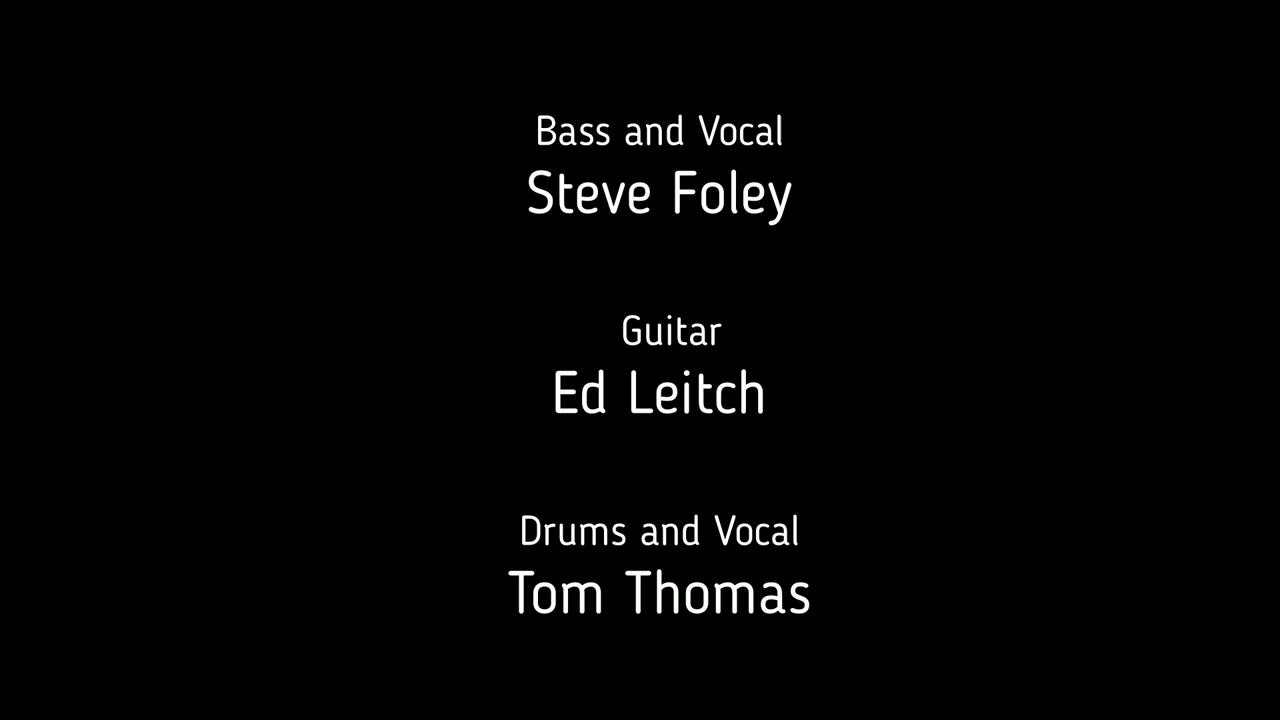 Bass and Vocal
Steve Foley
Guitar
Ed Leitch
Drums and Vocal
Tom Thomas